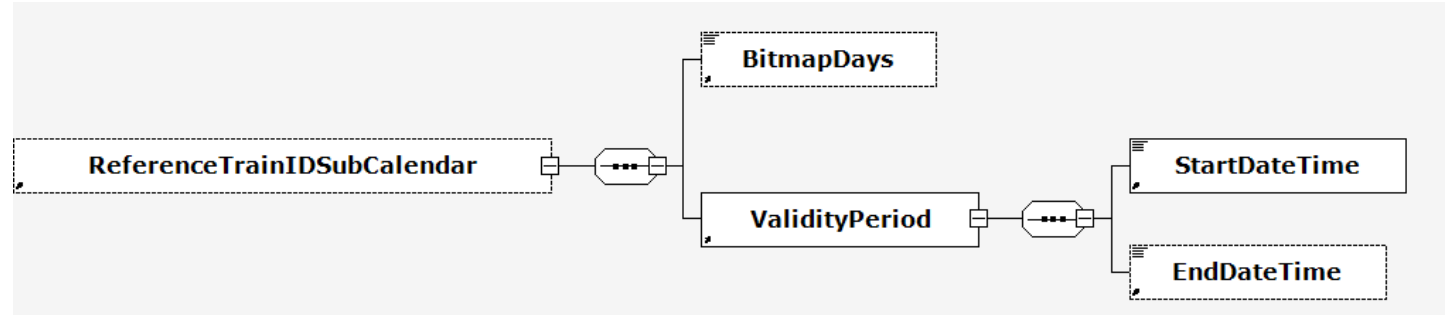 BitmapDays
ReferenceTrainIDSubCalendar
StartDateTime
ValidityPeriod
EndDateTime